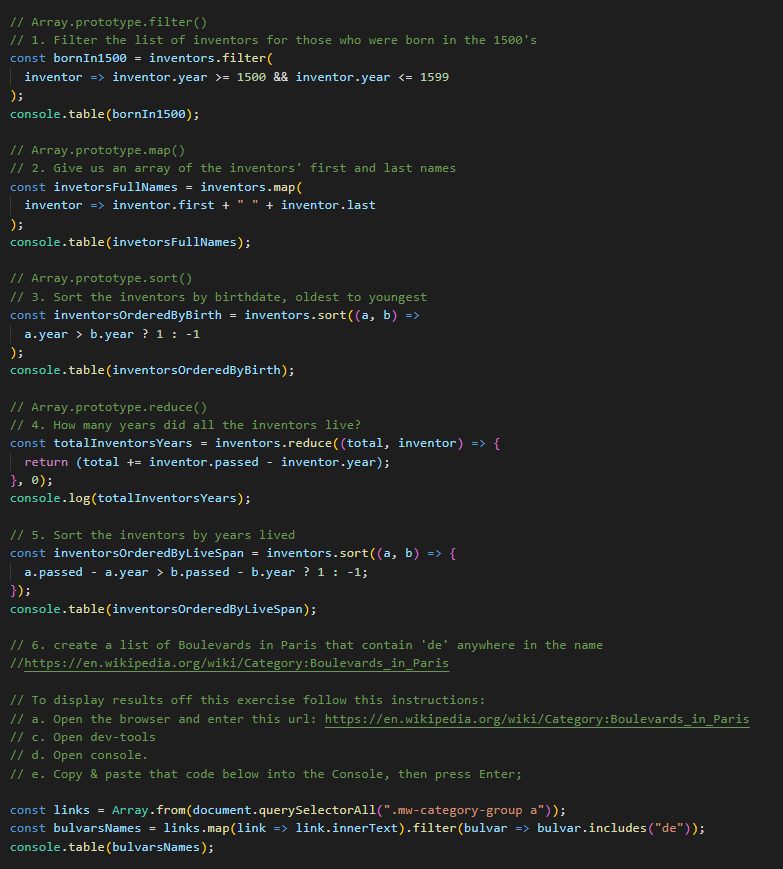 // Array.prototype.filter()
// 1. Filter the list of inventors for those who were born in the 1500's
const bornIn1500 = inventors.filter(
  inventor => inventor.year >= 1500 && inventor.year <= 1599
);
console.table(bornIn1500);

// Array.prototype.map()
// 2. Give us an array of the inventors' first and last names
const invetorsFullNames = inventors.map(
  inventor => inventor.first + " " + inventor.last
);
console.table(invetorsFullNames);

// Array.prototype.sort()
// 3. Sort the inventors by birthdate, oldest to youngest
const inventorsOrderedByBirth = inventors.sort((a, b) =>
  a.year > b.year ? 1 : -1
);
console.table(inventorsOrderedByBirth);

// Array.prototype.reduce()
// 4. How many years did all the inventors live?
const totalInventorsYears = inventors.reduce((total, inventor) => {
  return (total += inventor.passed - inventor.year);
}, 0);
console.log(totalInventorsYears);

// 5. Sort the inventors by years lived
const inventorsOrderedByLiveSpan = inventors.sort((a, b) => {
  a.passed - a.year > b.passed - b.year ? 1 : -1;
});
console.table(inventorsOrderedByLiveSpan);

// 6. create a list of Boulevards in Paris that contain 'de' anywhere in the name
//https://en.wikipedia.org/wiki/Category:Boulevards_in_Paris

// To display results off this exercise follow this instructions:
// a. Open the browser and enter this url: https://en.wikipedia.org/wiki/Category:Boulevards_in_Paris
// c. Open dev-tools
// d. Open console.
// e. Copy & paste that code below into the Console, then press Enter;

const links = Array.from(document.querySelectorAll(".mw-category-group a"));
const bulvarsNames = links.map(link => link.innerText).filter(bulvar => bulvar.includes("de"));
console.table(bulvarsNames);